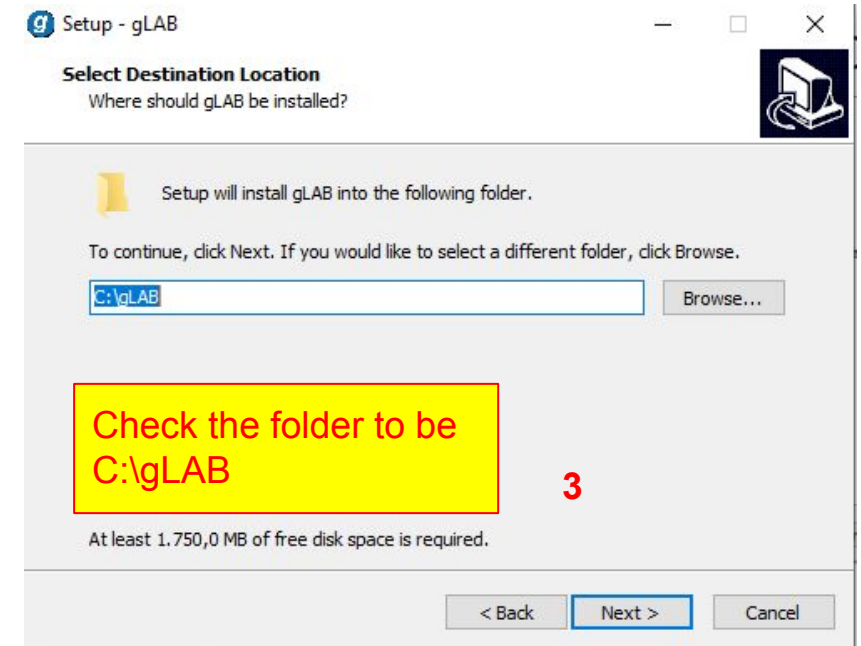 Setup - gLAB
Select Destination Location
Where should gLAB be installed?
Setup will install gLAB into the following folder.
To continue, click Next. If you would like to select a different folder, click Browse.
C:\gLAB
Browse...
Check the folder to be
C:\gLAB
3
At least 1.750,0 MB of free disk space is required.
< Back
Next >
Cancel